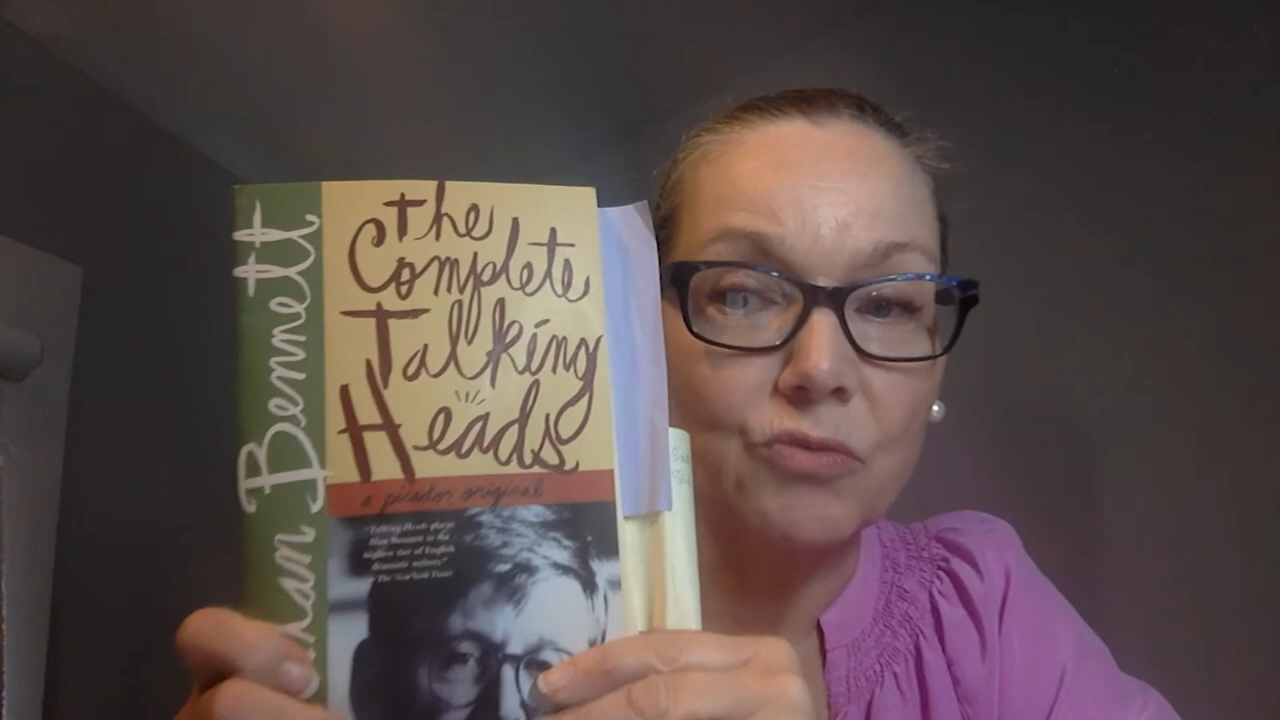 The
Complete
Talking
Heads
a picador original
"Talking Heads places
Alan Bennett in the
highest tier of English
dramatic writers."
The New York Times
Alan Bennett